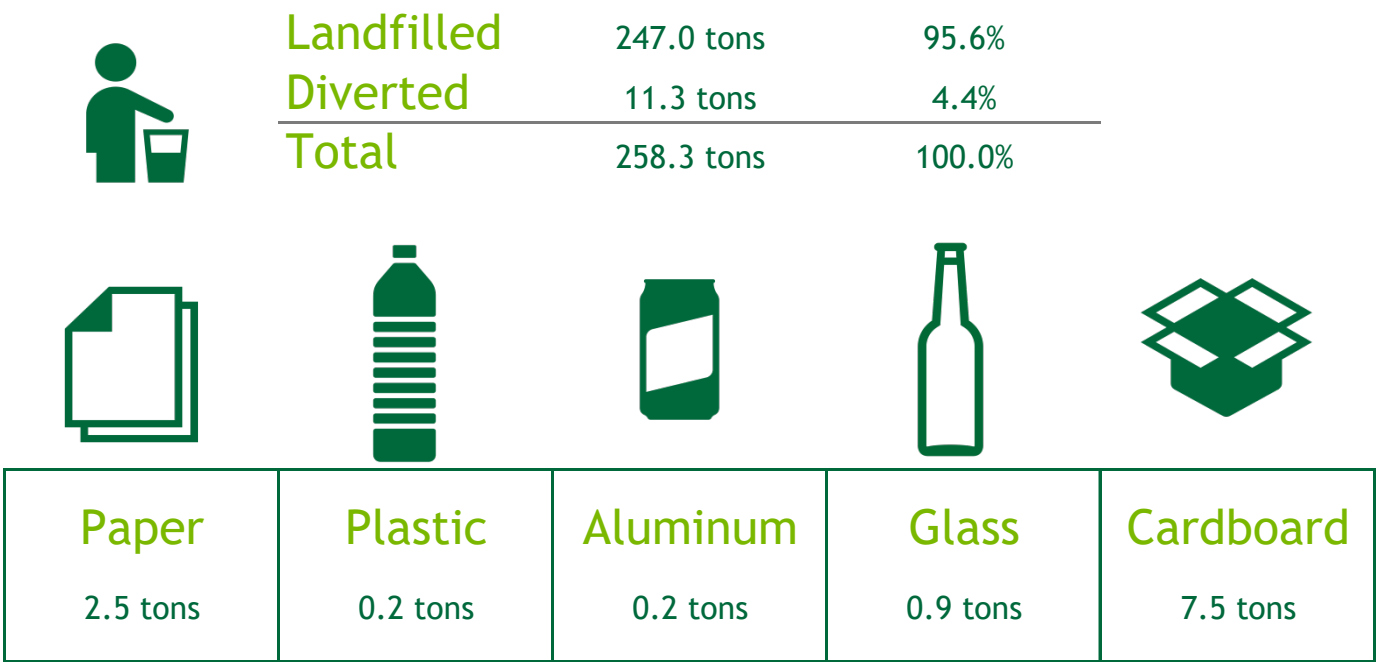 Landfilled 247.0 tons 95.6%
Diverted 11.3 tons 4.4%
Total 258.3 tons 100.0%
Paper Plastic Aluminum Glass Cardboard
2.5 tons 0.2 tons 0.2 tons 0.9 tons 7.5 tons